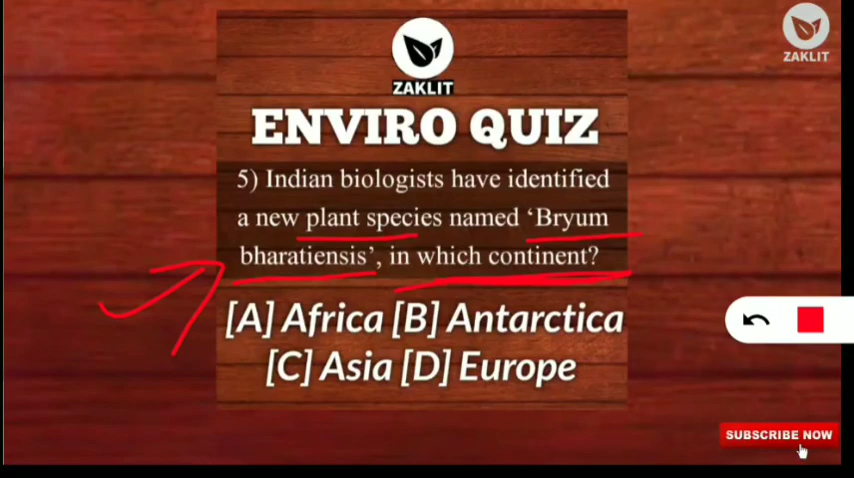 ZAKLIT
ZAKLIT
ENVIRO QUIZ
5) Indian biologists have identified
a new plant species named ‘Bryum
bharatiensis’, in which continent?
[A] Africa [B] Antarctica
[C] Asia [D] Europe
SUBSCRIBE NOW